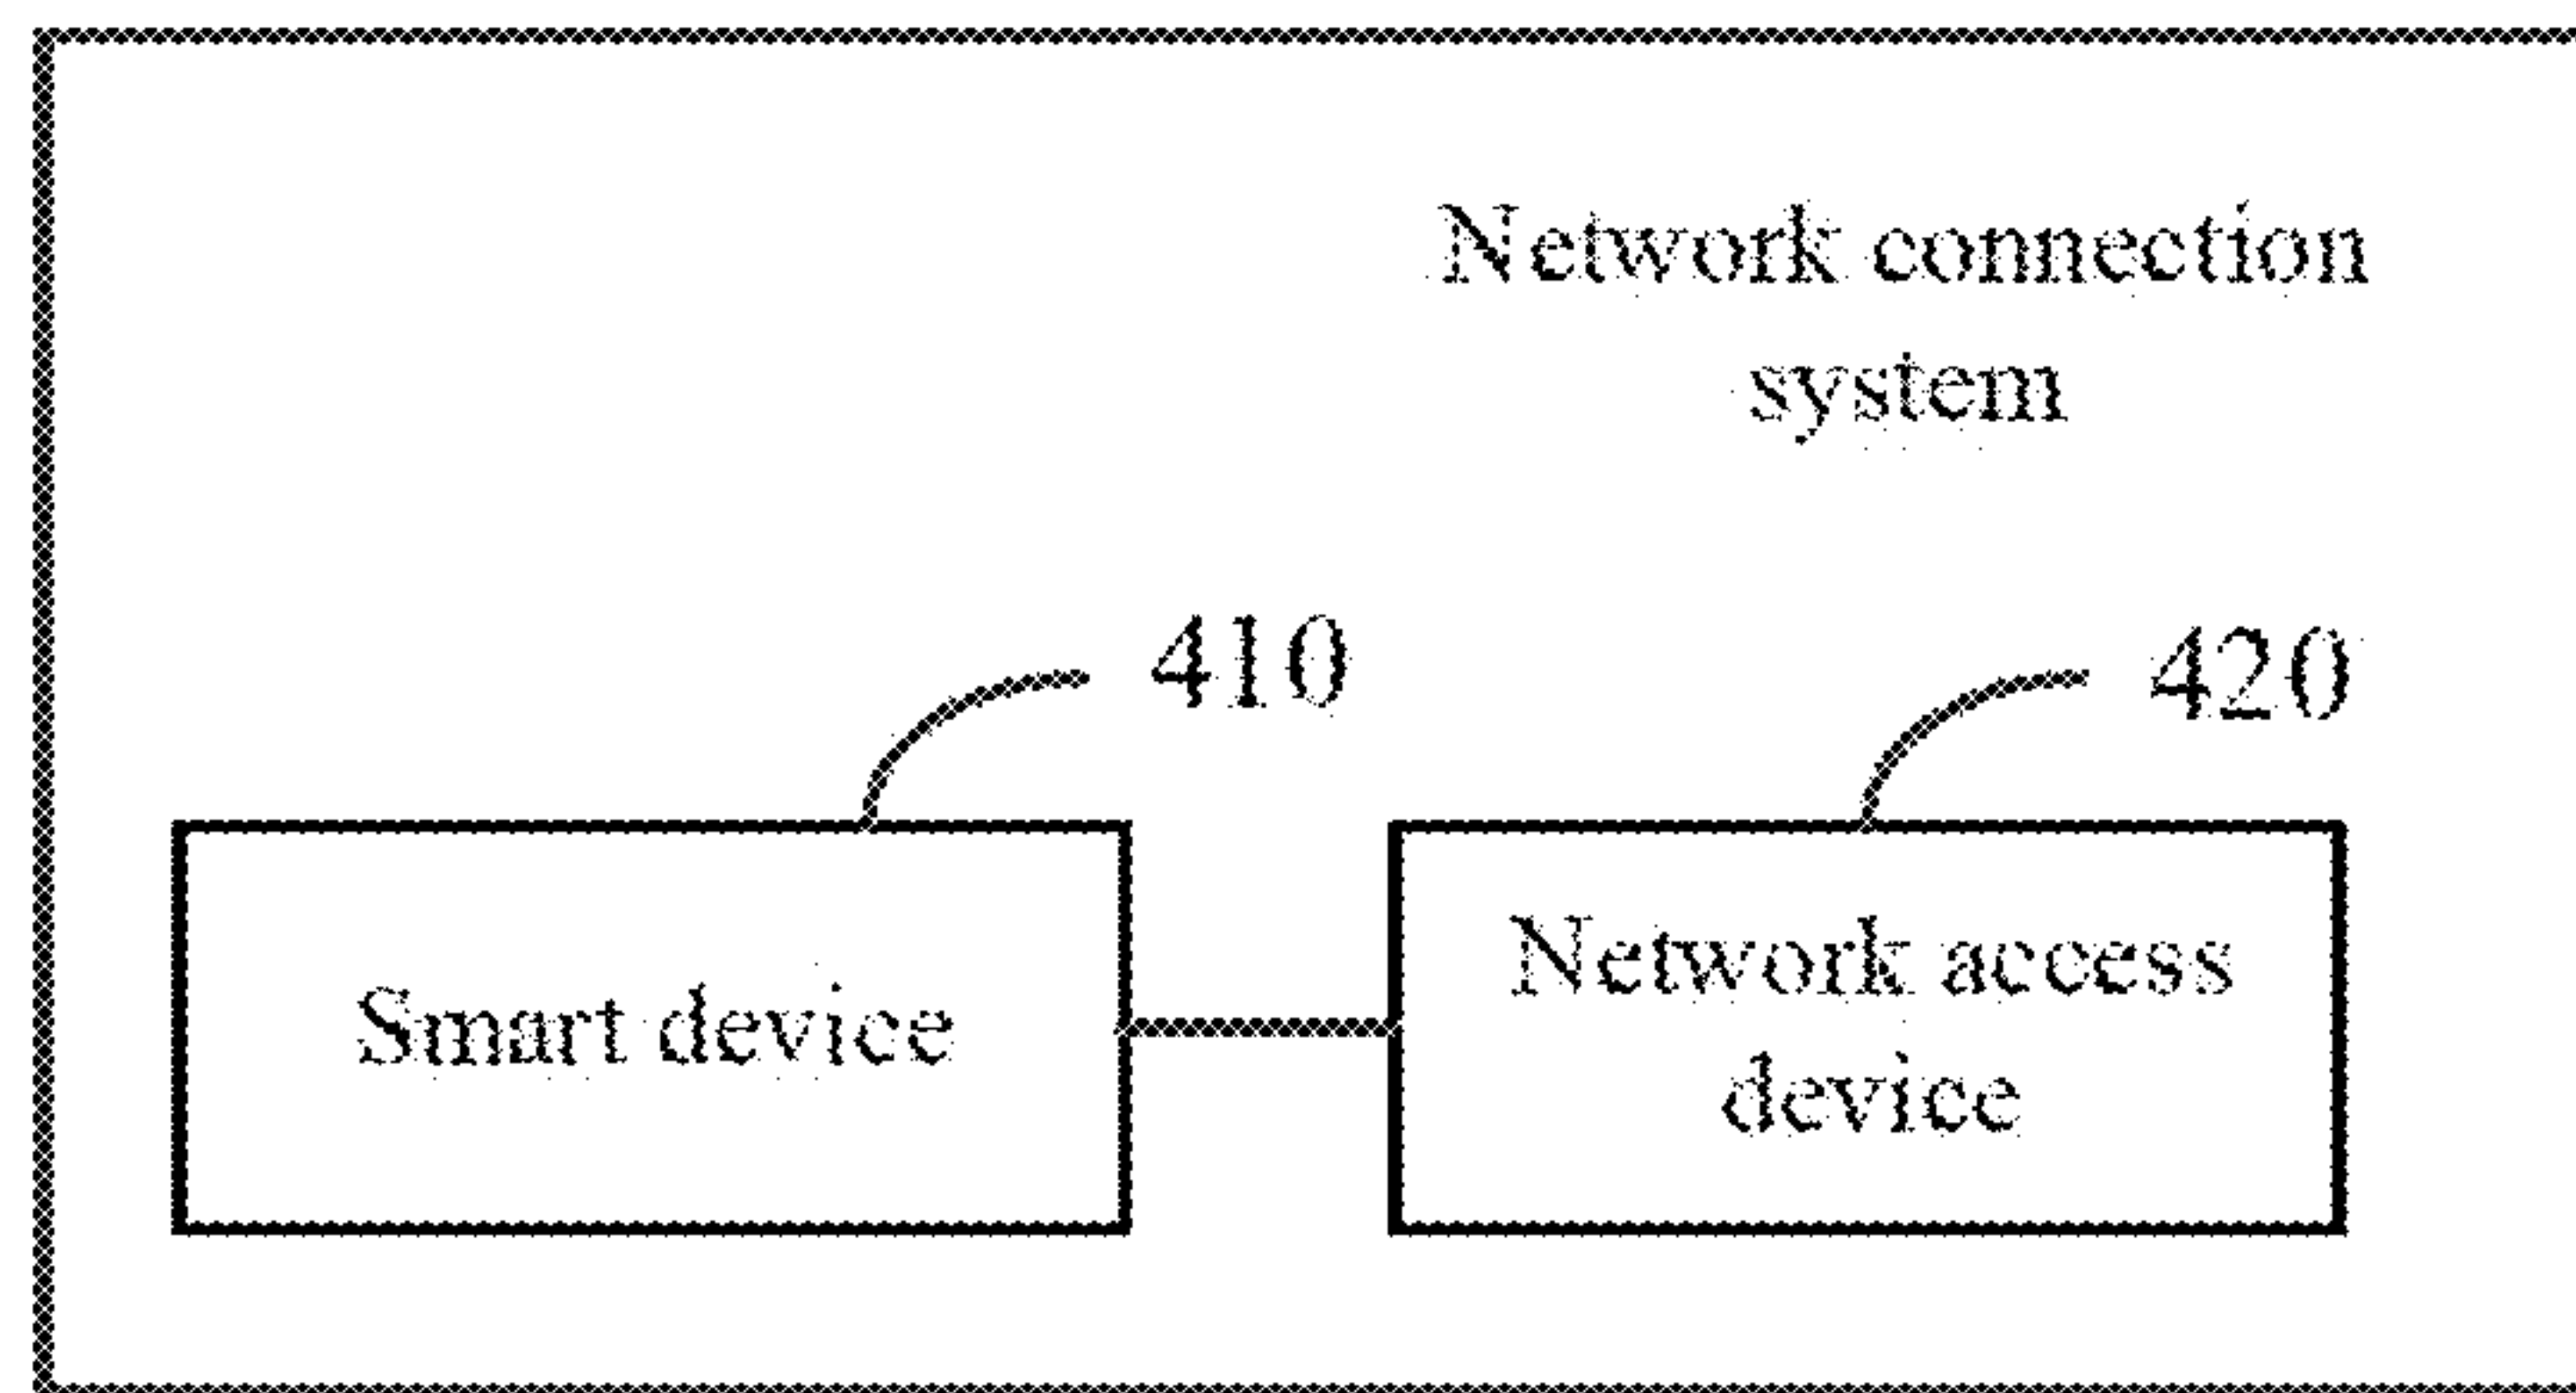 Network connection
system
410
420
Smart device
Network access
device